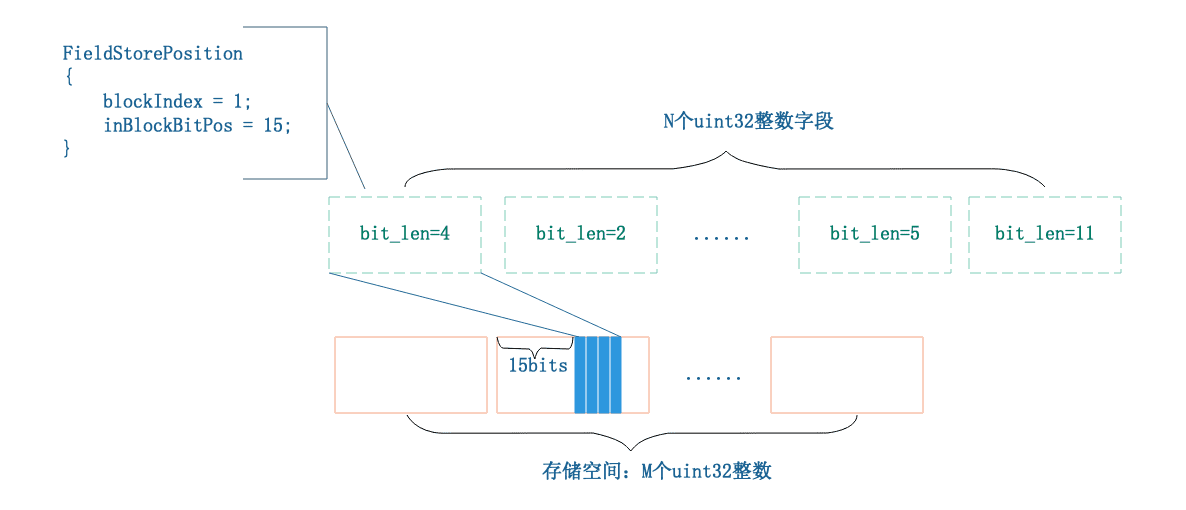 FieldStorePosition
{
blockIndex = 1;
inBlockBitPos = 15;
}
N个uint32整数字段
bit_len=4
bit_len=2
......
bit_len=5
bit_len=11
15bits
......
存储空间：M个uint32整数